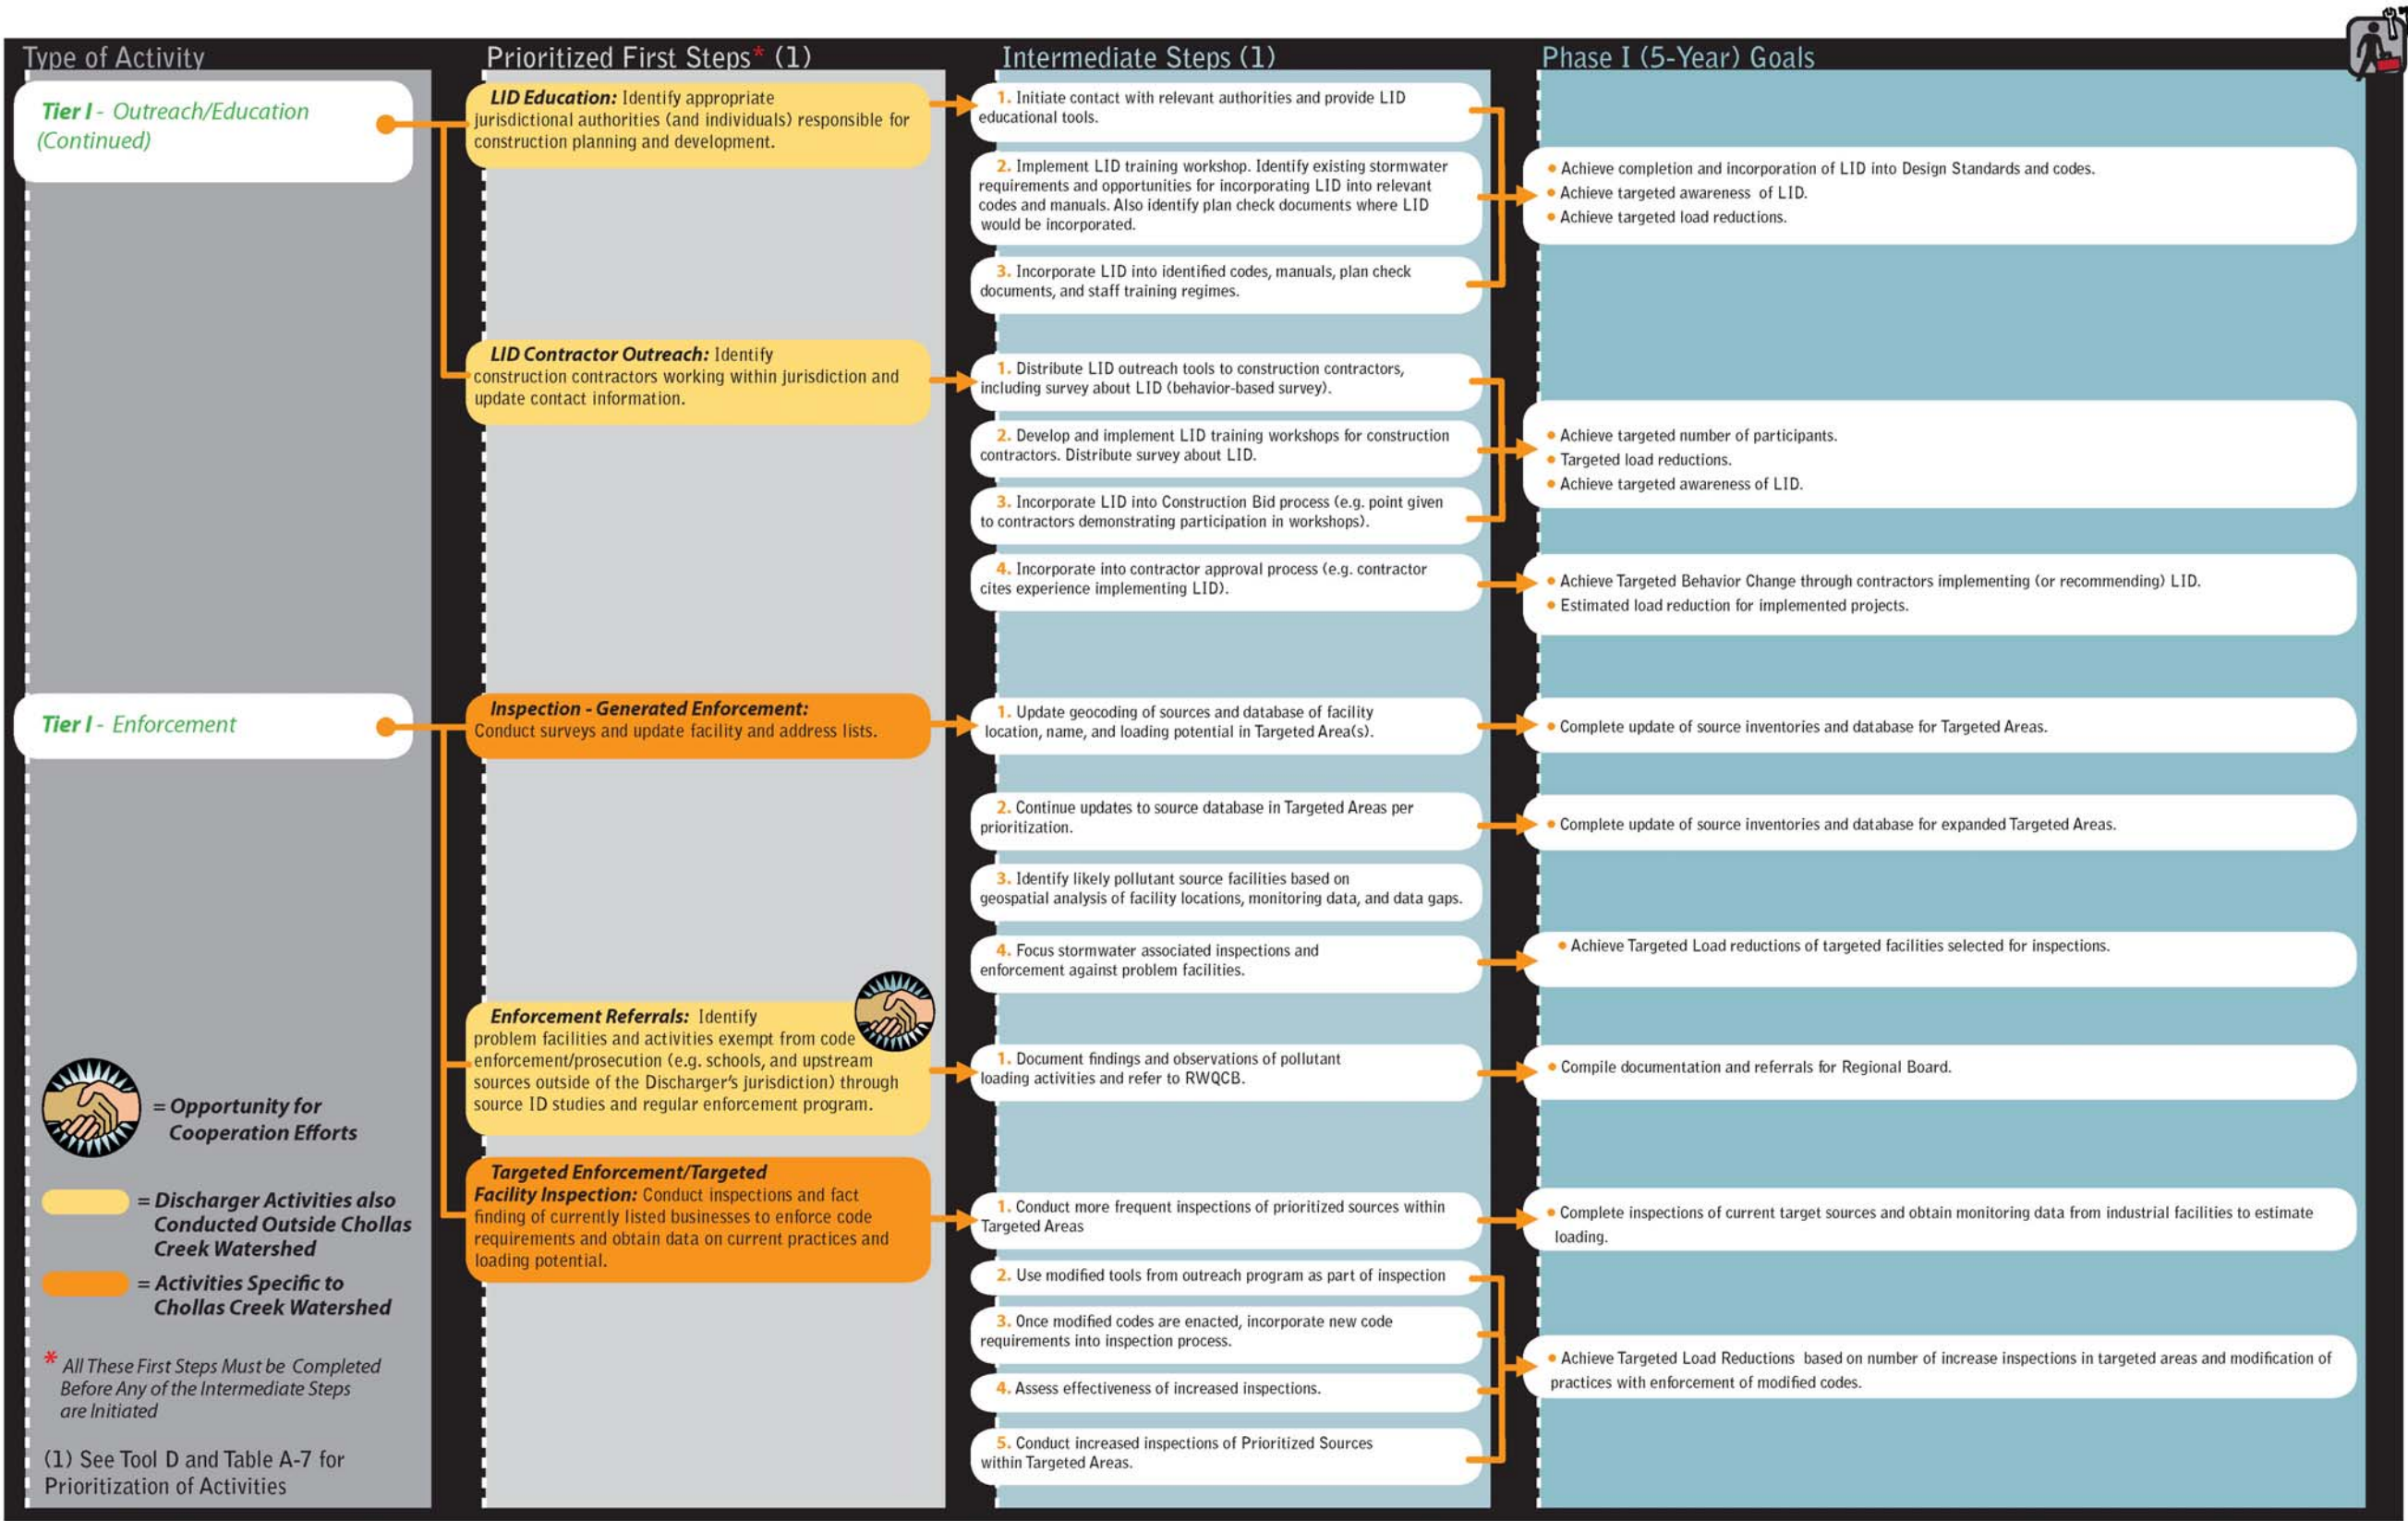 Type of Activity
Prioritized First Steps* (1)
Intermediate Steps (1)
Phase I (5-Year) Goals
Tier I - Outreach/Education
(Continued)
LID Education: Identify appropriate
jurisdictional authorities (and individuals) responsible for
construction planning and development.
1. Initiate contact with relevant authorities and provide LID
educational tools.
2. Implement LID training workshop. Identify existing stormwater
requirements and opportunities for incorporating LID into relevant
codes and manuals. Also identify plan check documents where LID
would be incorporated.
3. Incorporate LID into identified codes, manuals, plan check
documents, and staff training regimes.
• Achieve completion and incorporation of LID into Design Standards and codes.
• Achieve targeted awareness of LID.
• Achieve targeted load reductions.
LID Contractor Outreach: Identify
construction contractors working within jurisdiction and
update contact information.
1. Distribute LID outreach tools to construction contractors,
including survey about LID (behavior-based survey).
2. Develop and implement LID training workshops for construction
contractors. Distribute survey about LID.
3. Incorporate LID into Construction Bid process (e.g. point given
to contractors demonstrating participation in workshops).
• Achieve targeted number of participants.
• Targeted load reductions.
• Achieve targeted awareness of LID.
4. Incorporate into contractor approval process (e.g. contractor
cites experience implementing LID).
• Achieve Targeted Behavior Change through contractors implementing (or recommending) LID.
• Estimated load reduction for implemented projects.
Tier I - Enforcement
Inspection - Generated Enforcement:
Conduct surveys and update facility and address lists.
1. Update geocoding of sources and database of facility
location, name, and loading potential in Targeted Area(s).
• Complete update of source inventories and database for Targeted Areas.
2. Continue updates to source database in Targeted Areas per
prioritization.
• Complete update of source inventories and database for expanded Targeted Areas.
3. Identify likely pollutant source facilities based on
geospatial analysis of facility locations, monitoring data, and data gaps.
4. Focus stormwater associated inspections and
enforcement against problem facilities.
• Achieve Targeted Load reductions of targeted facilities selected for inspections.
Enforcement Referrals: Identify
problem facilities and activities exempt from code
enforcement/prosecution (e.g. schools, and upstream
sources outside of the Discharger's jurisdiction) through
source ID studies and regular enforcement program.
1. Document findings and observations of pollutant
loading activities and refer to RWQCB.
• Compile documentation and referrals for Regional Board.
Targeted Enforcement/Targeted
Facility Inspection: Conduct inspections and fact
finding of currently listed businesses to enforce code
requirements and obtain data on current practices and
loading potential.
1. Conduct more frequent inspections of prioritized sources within
Targeted Areas
• Complete inspections of current target sources and obtain monitoring data from industrial facilities to estimate
loading.
2. Use modified tools from outreach program as part of inspection
3. Once modified codes are enacted, incorporate new code
requirements into inspection process.
4. Assess effectiveness of increased inspections.
5. Conduct increased inspections of Prioritized Sources
within Targeted Areas.
• Achieve Targeted Load Reductions based on number of increase inspections in targeted areas and modification of
practices with enforcement of modified codes.
= Opportunity for
Cooperation Efforts
= Discharger Activities also
Conducted Outside Chollas
Creek Watershed
= Activities Specific to
Chollas Creek Watershed
* All These First Steps Must be Completed
Before Any of the Intermediate Steps
are Initiated
(1) See Tool D and Table A-7 for
Prioritization of Activities